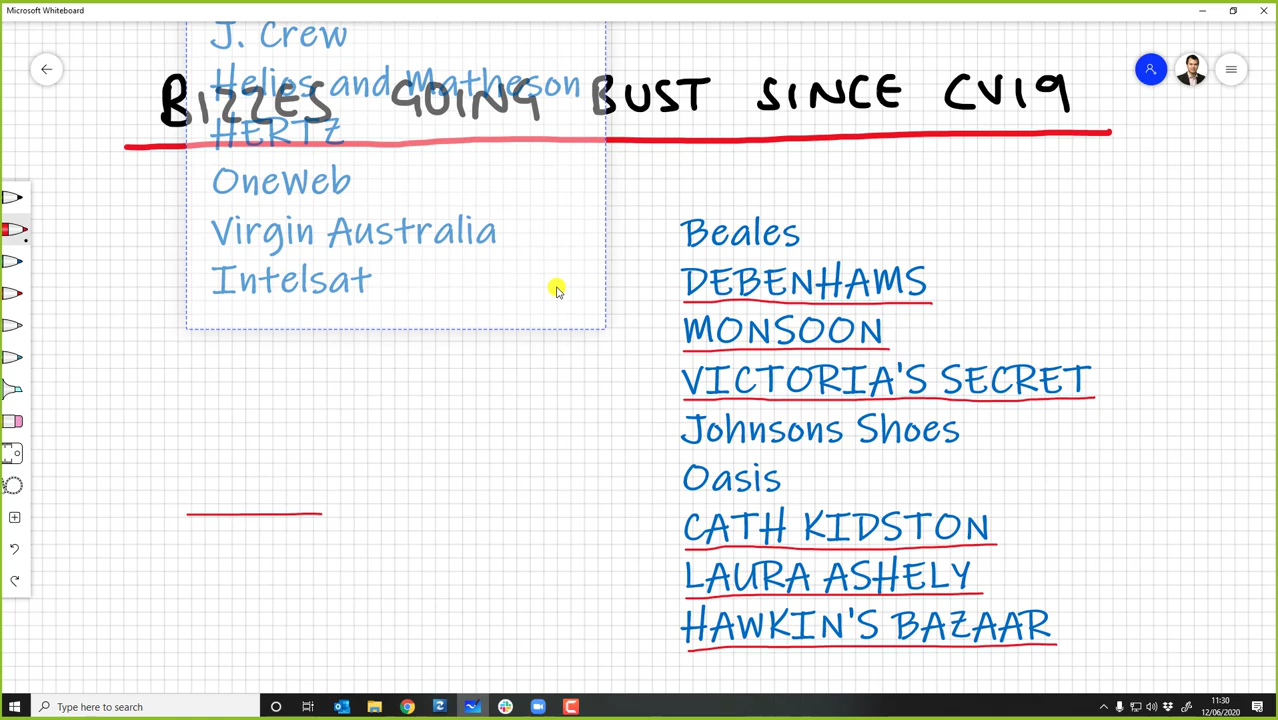 Microsoft Whiteboard
BIZZES GOING BUST SINCE CV19
J. Crew
Helios and Matheson
HERTZ
OneWeb
Virgin Australia
Intelsat
Beales
DEBENHAMS
MONSOON
VICTORIA'S SECRET
Johnsons Shoes
Oasis
CATH KIDSTON
LAURA ASHELY
HAWKIN'S BAZAAR
Type here to search
11:30
12/06/2020